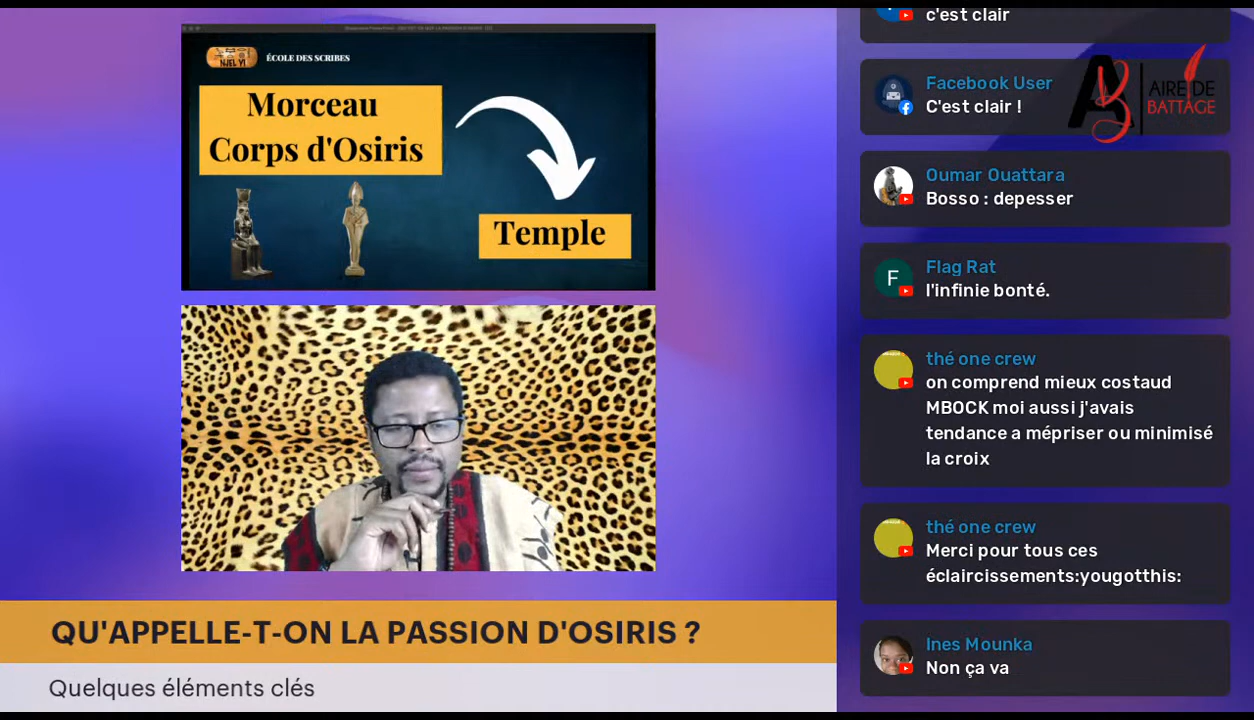 NJEL YI
ÉCOLE DES SCRIBES
Morceau
Corps d'Osiris
Temple
QU'APPELLE-T-ON LA PASSION D'OSIRIS ?
Quelques éléments clés
c'est clair
Facebook User
C'est clair !
AIRE DE
BATTAGE
Oumar Ouattara
Bosso : depesser
F
Flag Rat
l'infinie bonté.
thé one crew
on comprend mieux costaud
MBOCK moi aussi j'avais
tendance a mépriser ou minimisé
la croix
thé one crew
Merci pour tous ces
éclaircissements:yougotthis:
Ines Mounka
Non ça va